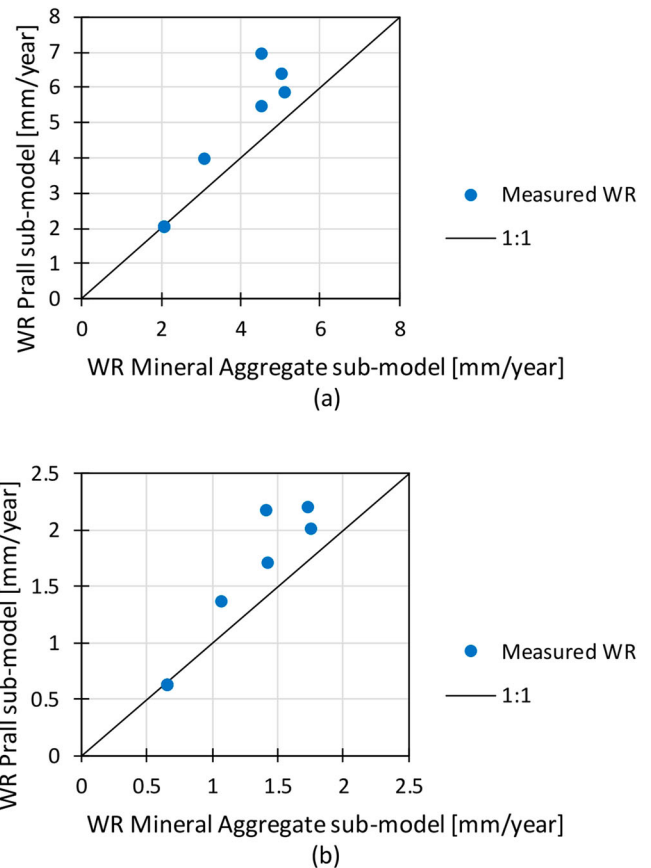 8
7
6
5
4
3
2
1
0
0 2 4 6 8
WR Prall sub-model [mm/year]
WR Mineral Aggregate sub-model [mm/year]
Measured WR
1:1
(a)
2.5
2
1.5
1
0.5
0
0 0.5 1 1.5 2 2.5
WR Prall sub-model [mm/year]
WR Mineral Aggregate sub-model [mm/year]
Measured WR
1:1
(b)